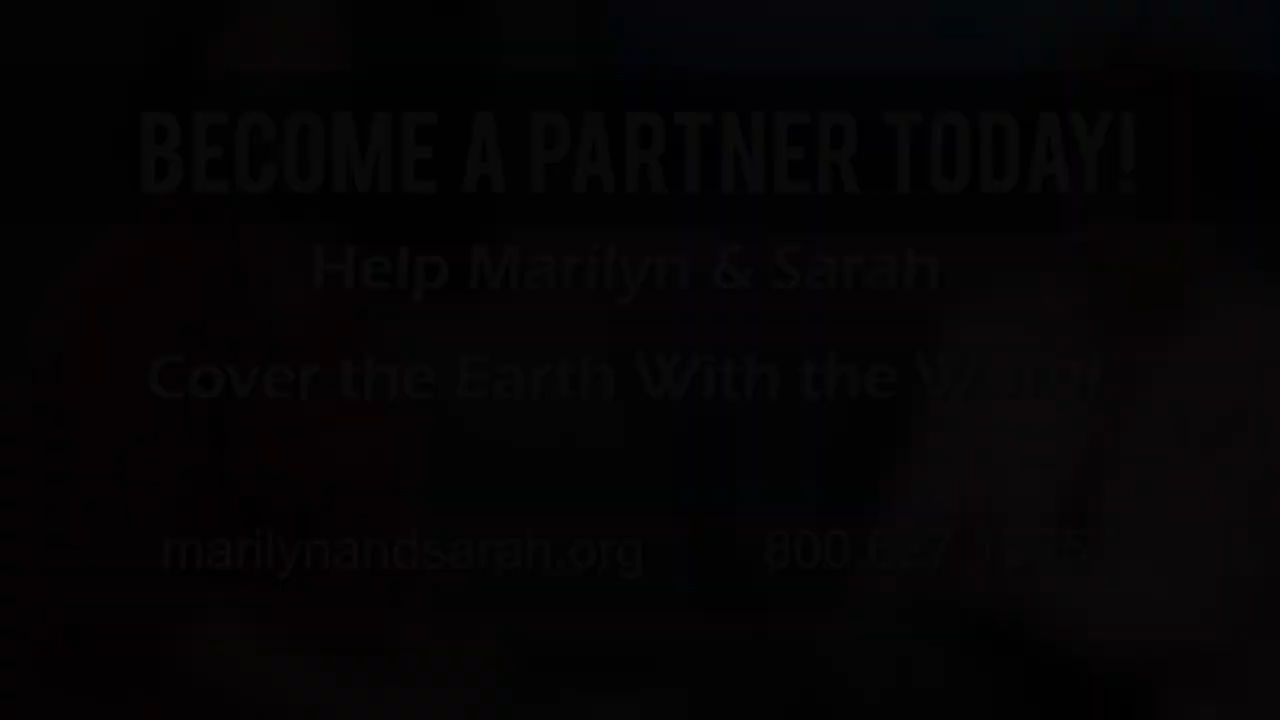 BECOME A PARTNER TODAY!
Help Marilyn & Sarah
Cover the Earth With the
marilynandsarah.org